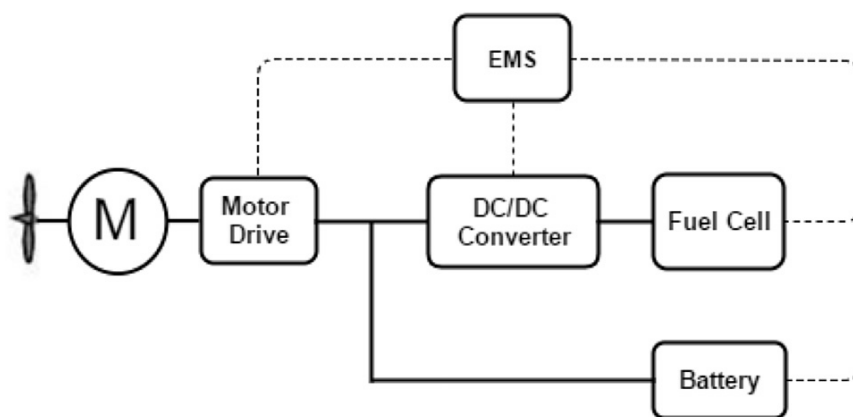 EMS
M
Motor
Drive
DC/DC
Converter
Fuel Cell
Battery